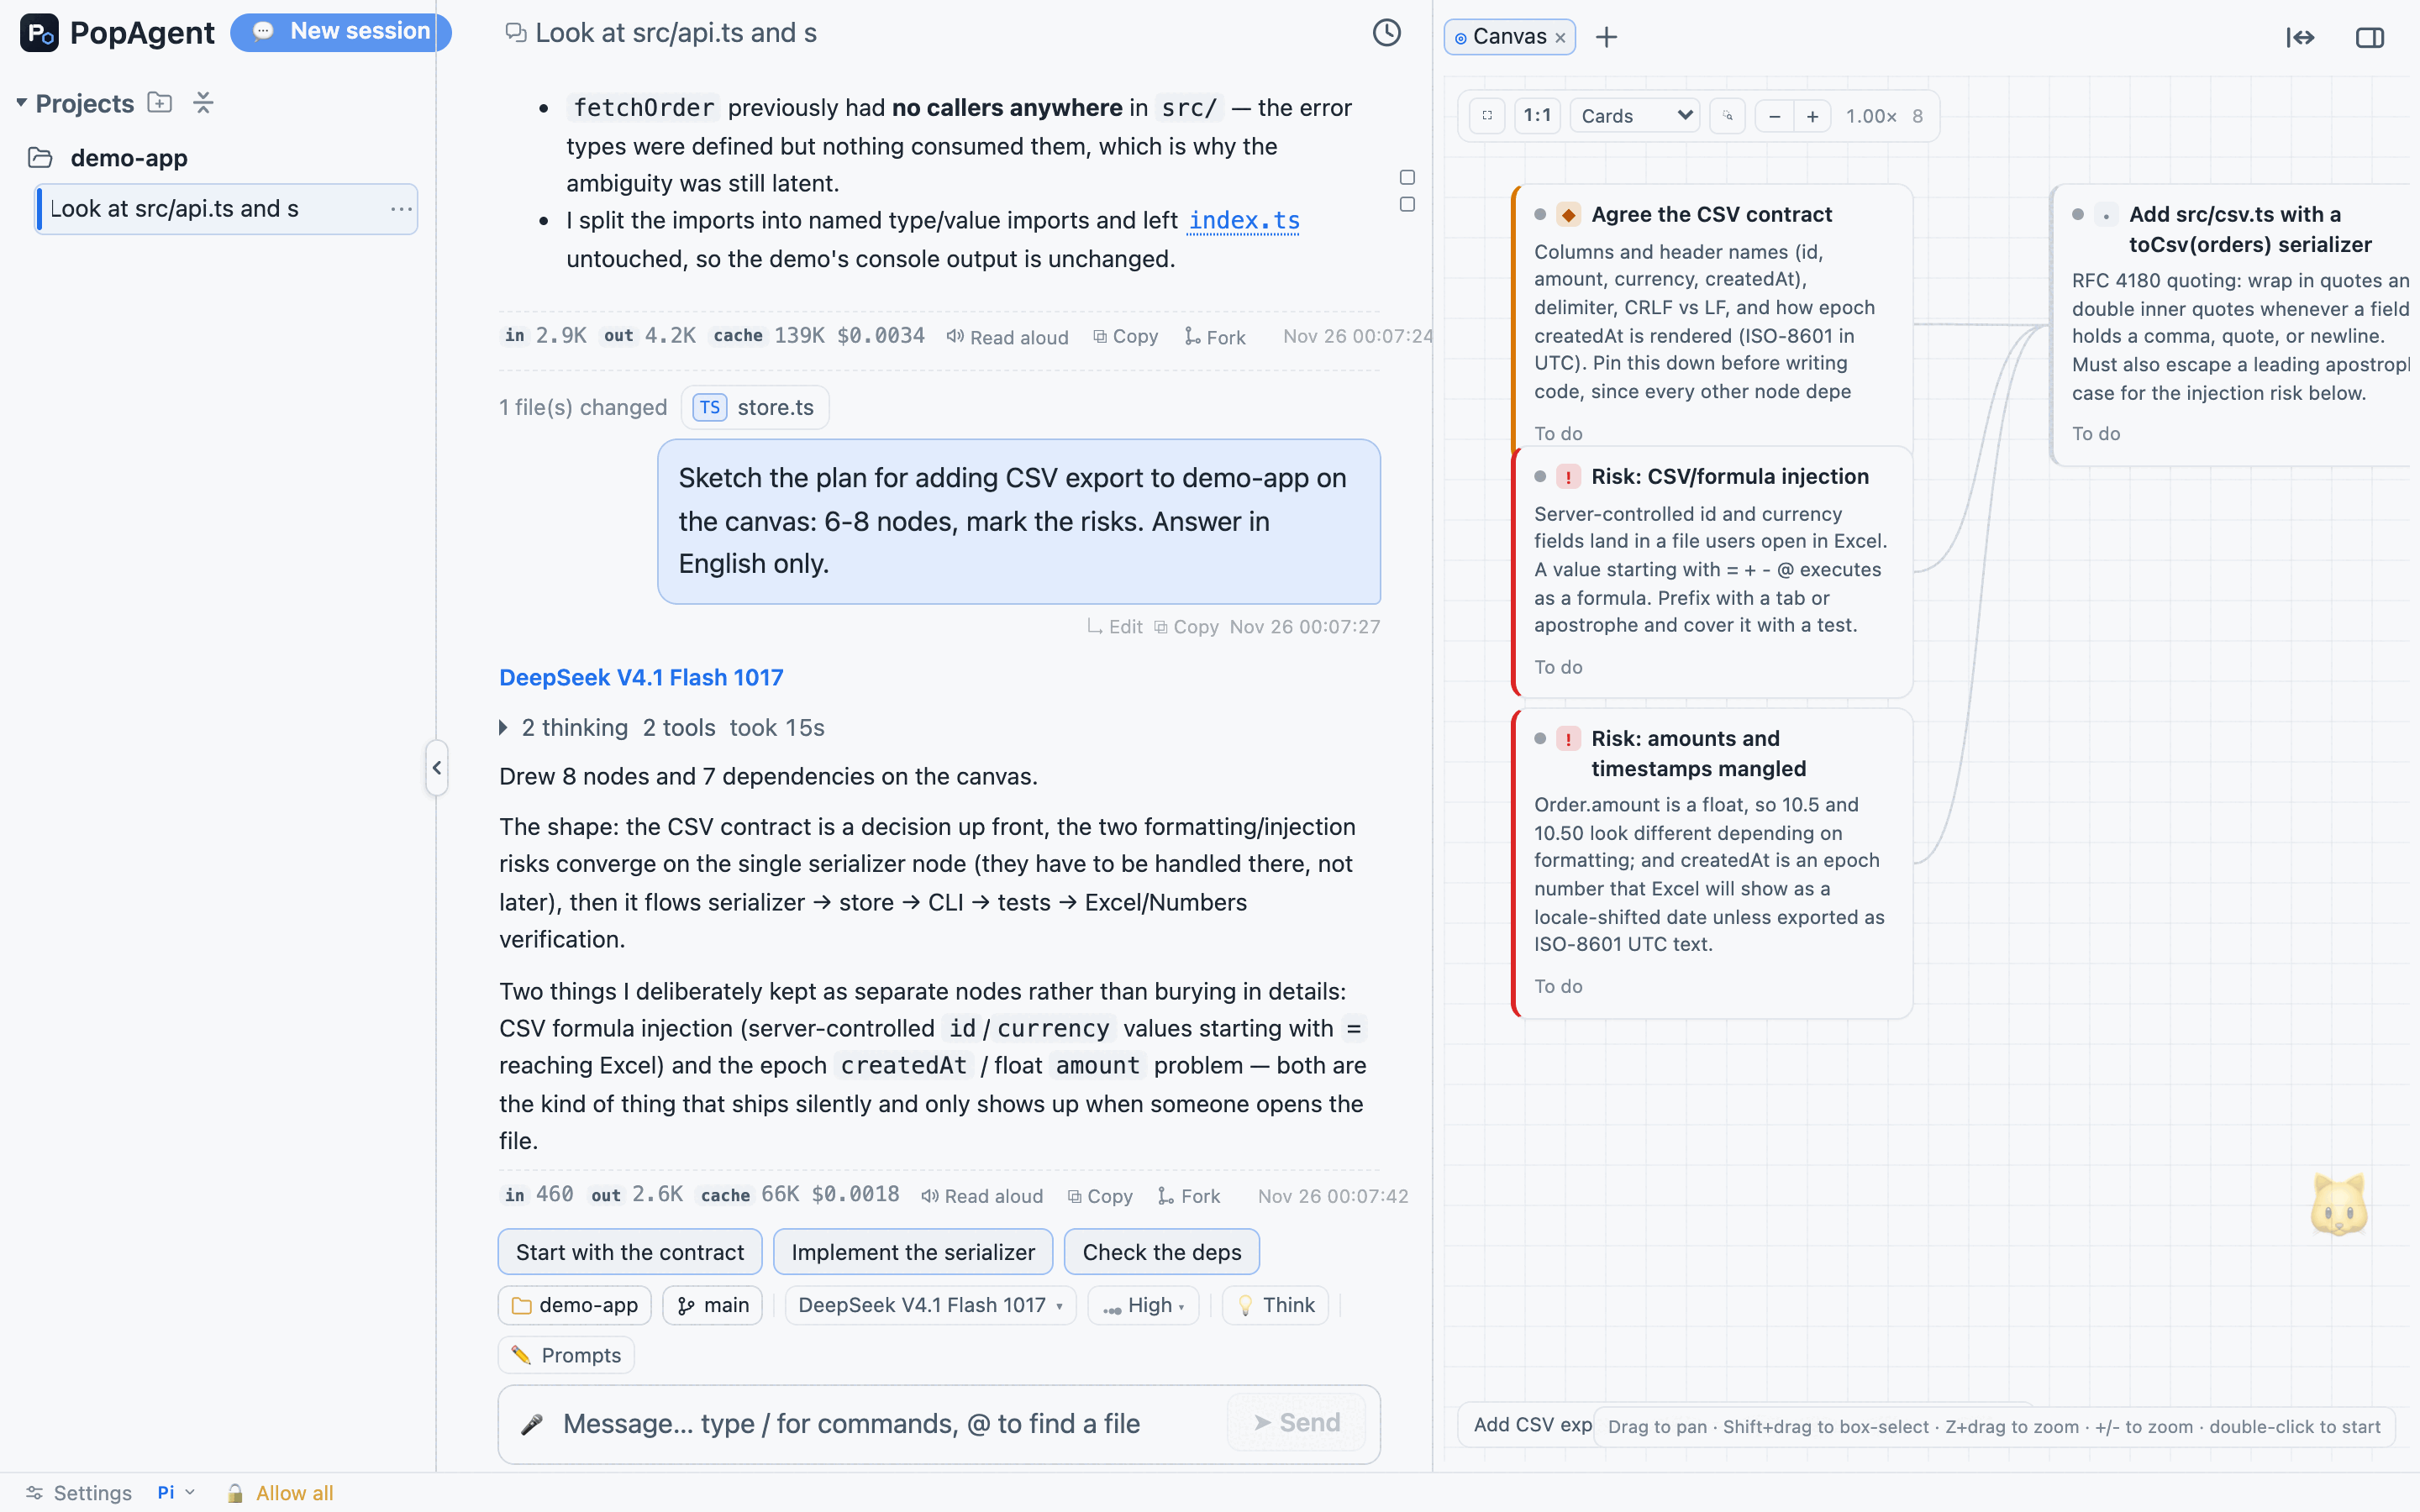 PopAgent
New session
Projects
demo-app
Look at src/api.ts and s
Look at src/api.ts and s
fetchOrder previously had no callers anywhere in src/ — the error
types were defined but nothing consumed them, which is why the
ambiguity was still latent.
I split the imports into named type/value imports and left index.ts
untouched, so the demo's console output is unchanged.
in 2.9K out 4.2K cache 139K $0.0034 Read aloud Copy Fork Nov 26 00:07:24
1 file(s) changed TS store.ts
Sketch the plan for adding CSV export to demo-app on
the canvas: 6-8 nodes, mark the risks. Answer in
English only.
Edit Copy Nov 26 00:07:27
DeepSeek V4.1 Flash 1017
2 thinking 2 tools took 15s
Drew 8 nodes and 7 dependencies on the canvas.
The shape: the CSV contract is a decision up front, the two formatting/injection
risks converge on the single serializer node (they have to be handled there, not
later), then it flows serializer → store → CLI → tests → Excel/Numbers
verification.
Two things I deliberately kept as separate nodes rather than burying in details:
CSV formula injection (server-controlled id / currency values starting with =
reaching Excel) and the epoch createdAt / float amount problem — both are
the kind of thing that ships silently and only shows up when someone opens the
file.
in 460 out 2.6K cache 66K $0.0018 Read aloud Copy Fork Nov 26 00:07:42
Start with the contract Implement the serializer Check the deps
demo-app main DeepSeek V4.1 Flash 1017 High Think
Prompts
Message... type / for commands, @ to find a file Send
Settings Pi Allow all
Canvas × +
1:1 Cards − + 1.00× 8
Agree the CSV contract
Columns and header names (id,
amount, currency, createdAt),
delimiter, CRLF vs LF, and how epoch
createdAt is rendered (ISO-8601 in
UTC). Pin this down before writing
code, since every other node depe
To do
Risk: CSV/formula injection
Server-controlled id and currency
fields land in a file users open in Excel.
A value starting with = + - @ executes
as a formula. Prefix with a tab or
apostrophe and cover it with a test.
To do
Risk: amounts and
timestamps mangled
Order.amount is a float, so 10.5 and
10.50 look different depending on
formatting; and createdAt is an epoch
number that Excel will show as a
locale-shifted date unless exported as
ISO-8601 UTC text.
To do
Add src/csv.ts with a
toCsv(orders) serializer
RFC 4180 quoting: wrap in quotes an
double inner quotes whenever a field
holds a comma, quote, or newline.
Must also escape a leading apostropl
case for the injection risk below.
To do
Add CSV exp
Drag to pan · Shift+drag to box-select · Z+drag to zoom · +/- to zoom · double-click to start